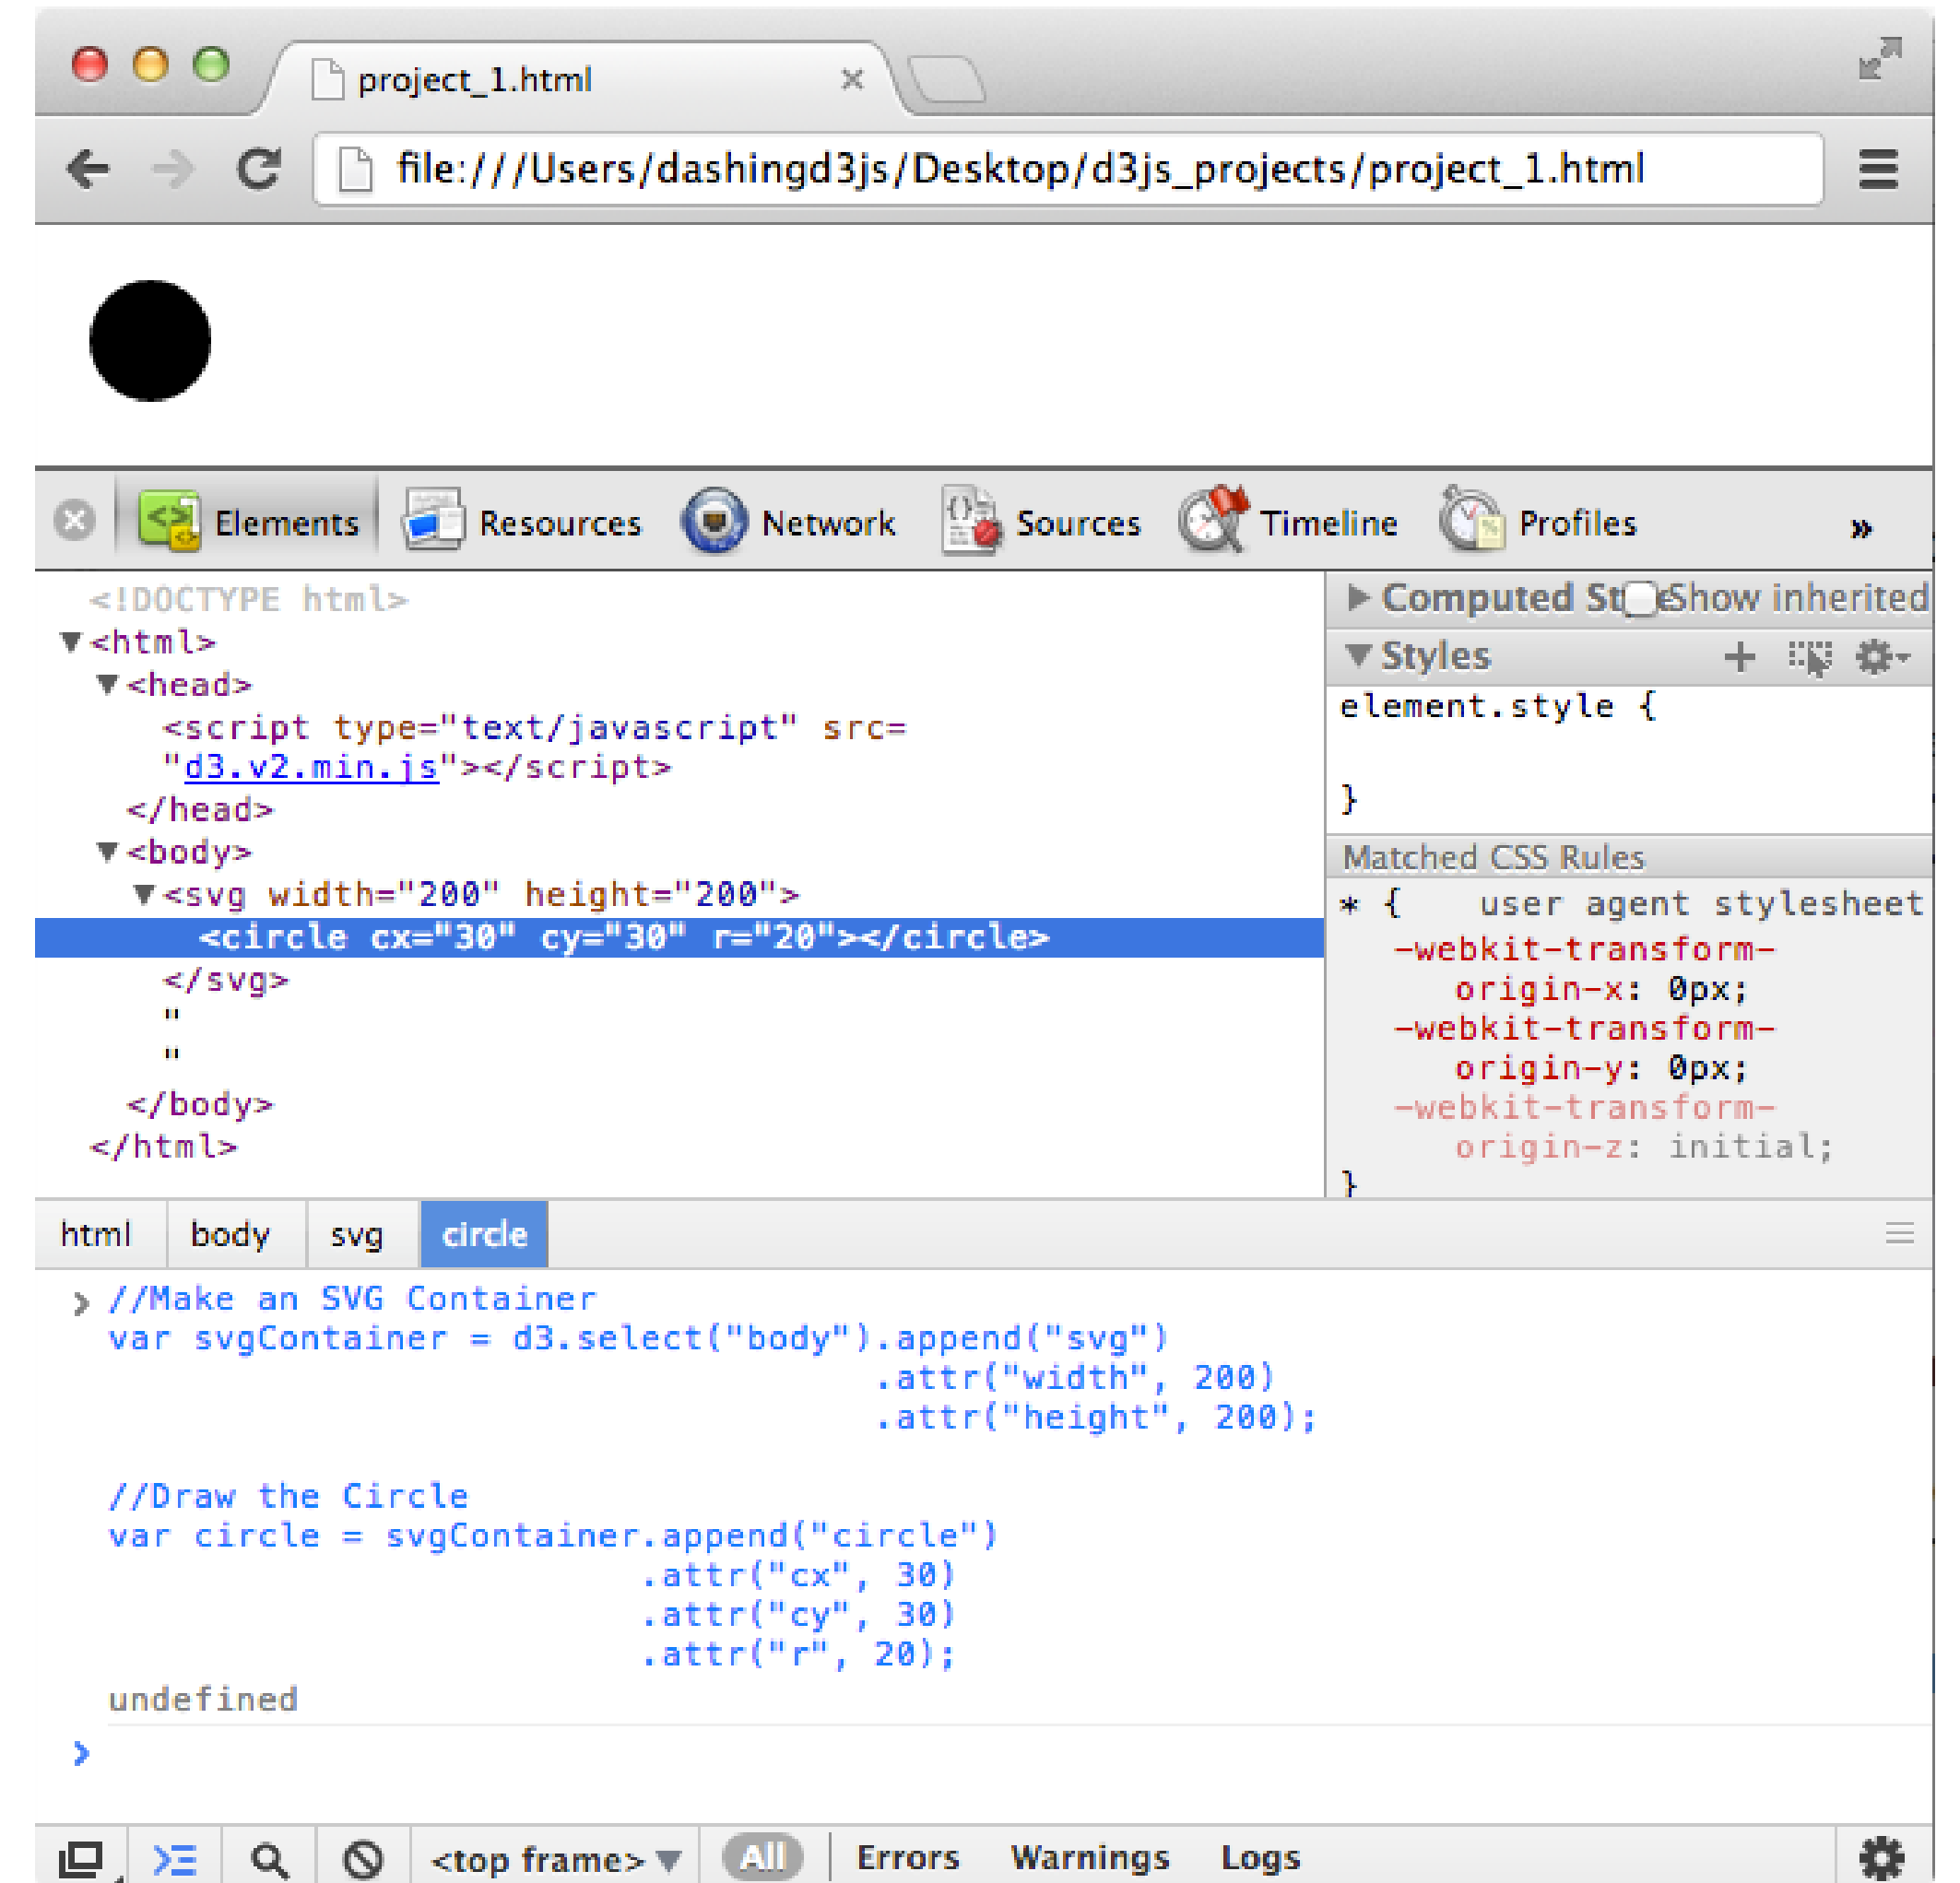 project_1.html
file:///Users/dashingd3js/Desktop/d3js_projects/project_1.html
Elements Resources Network Sources Timeline Profiles »
<!DOCTYPE html>
<html>
<head>
<script type="text/javascript" src=
"d3.v2.min.js"></script>
</head>
<body>
<svg width="200" height="200">
<circle cx="30" cy="30" r="20"></circle>
</svg>
"
"
</body>
</html>
Computed Style Show inherited
Styles
element.style {
}
Matched CSS Rules
* { user agent stylesheet
-webkit-transform-
origin-x: 0px;
-webkit-transform-
origin-y: 0px;
-webkit-transform-
origin-z: initial;
}
html body svg circle
> //Make an SVG Container
var svgContainer = d3.select("body").append("svg")
.attr("width", 200)
.attr("height", 200);
//Draw the Circle
var circle = svgContainer.append("circle")
.attr("cx", 30)
.attr("cy", 30)
.attr("r", 20);
undefined
>
<top frame> All Errors Warnings Logs